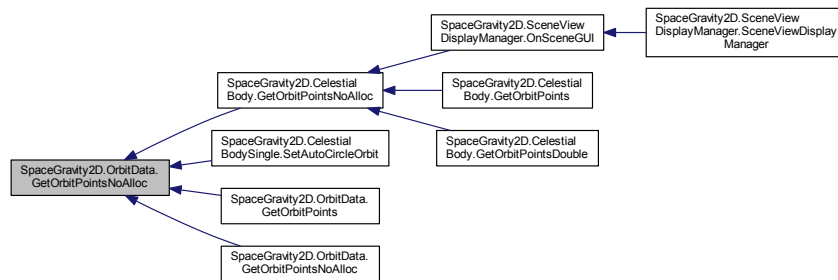 SpaceGravity2D.SceneView
DisplayManager.OnSceneGUI
SpaceGravity2D.SceneView
DisplayManager.SceneViewDisplay
Manager
SpaceGravity2D.Celestial
Body.GetOrbitPointsNoAlloc
SpaceGravity2D.Celestial
Body.GetOrbitPoints
SpaceGravity2D.Celestial
BodySingle.SetAutoCircleOrbit
SpaceGravity2D.Celestial
Body.GetOrbitPointsDouble
SpaceGravity2D.OrbitData.
GetOrbitPointsNoAlloc
SpaceGravity2D.OrbitData.
GetOrbitPoints
SpaceGravity2D.OrbitData.
GetOrbitPointsNoAlloc